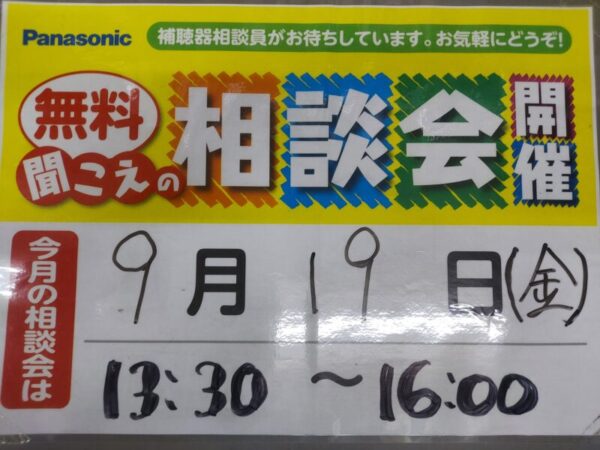 Panasonic 補聴器相談員がお待ちしています。お気軽にどうぞ!
無料
聞こえの相談会開催
今月の相談会は
9月19日(金)
13:30 ~ 16:00